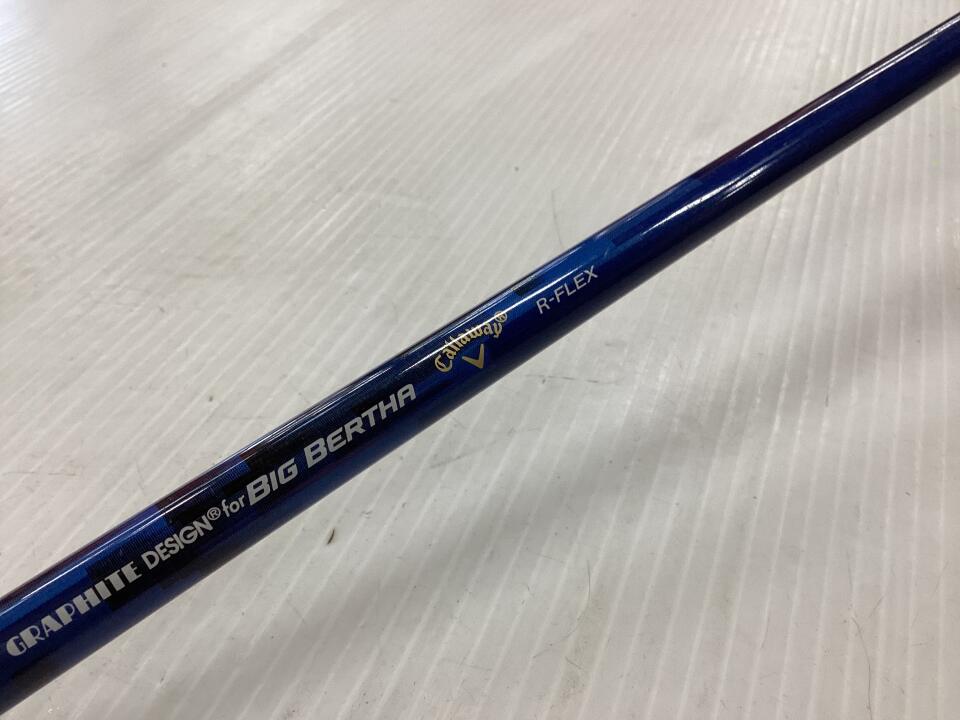 GRAPHITE DESIGN® for BIG BERTHA
Callaway®
R-FLEX